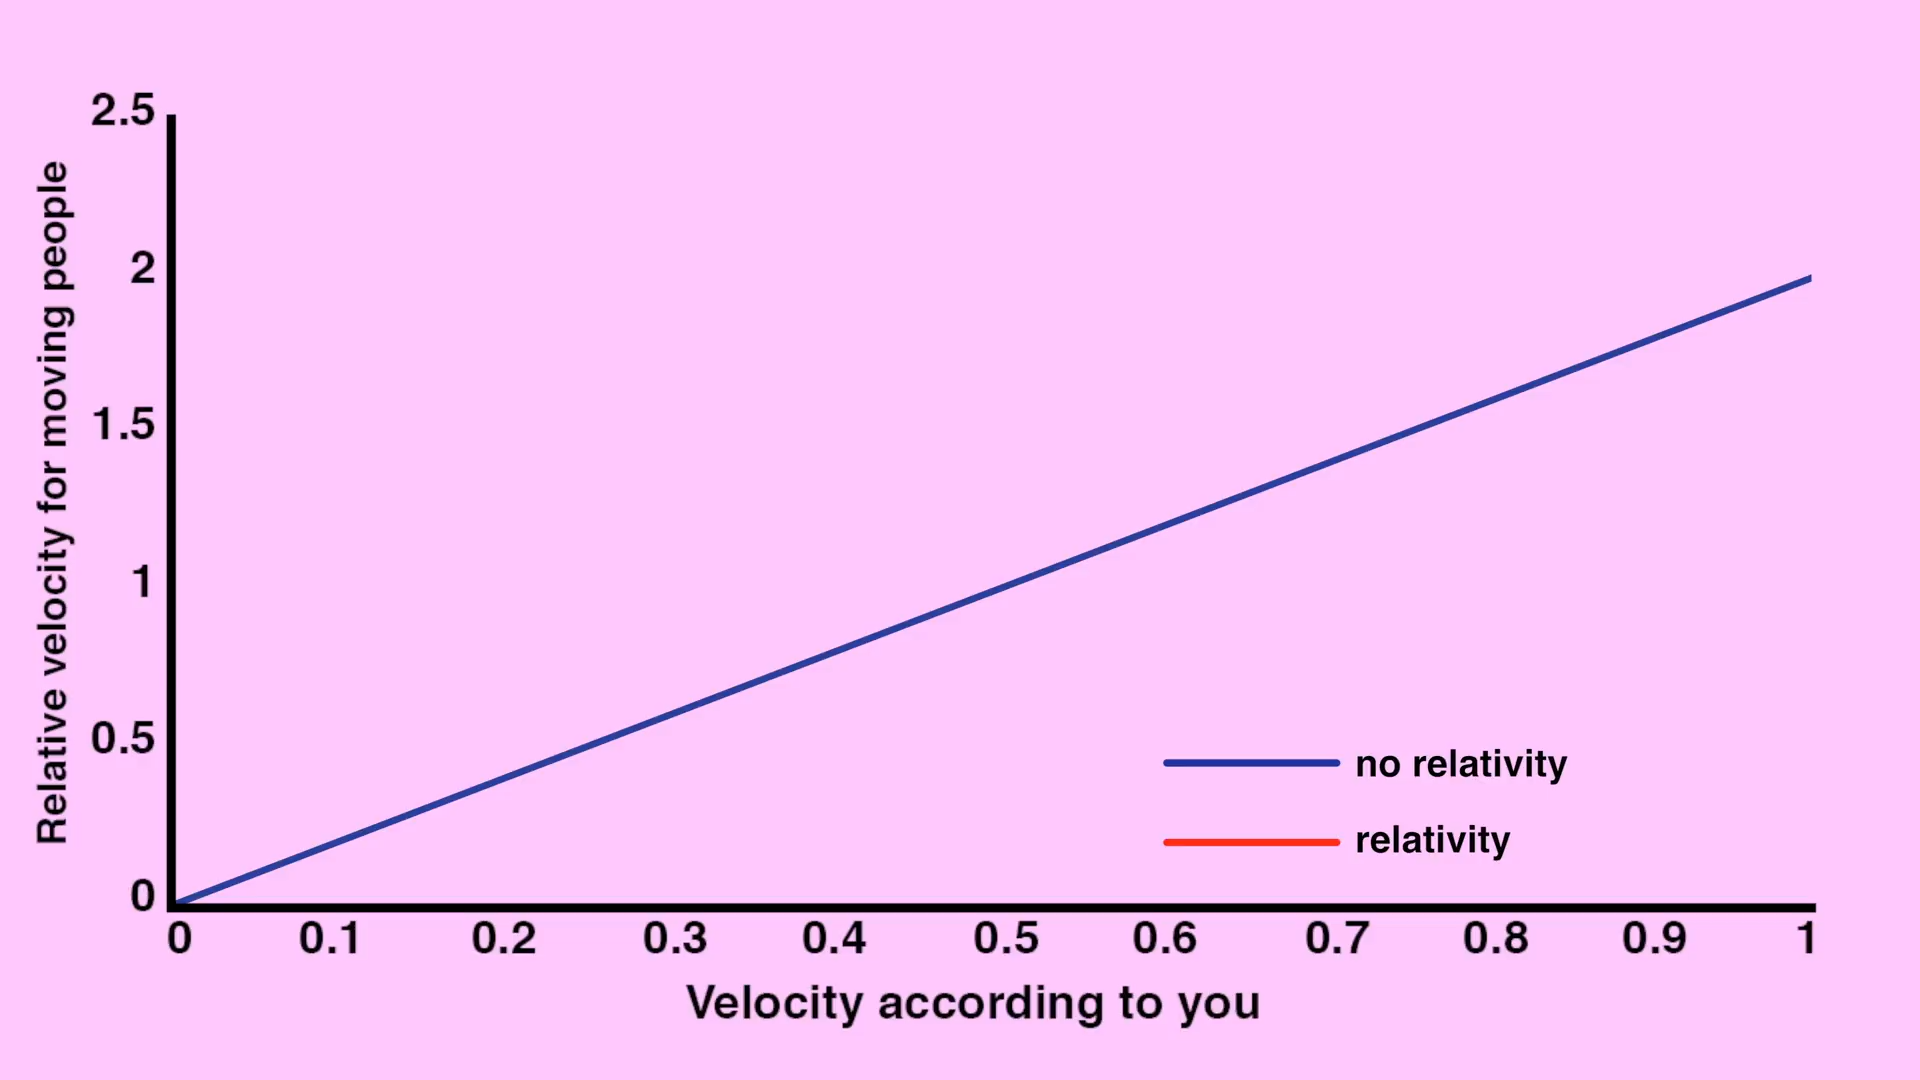 2.5
2
1.5
1
0.5
0
Relative velocity for moving people
no relativity
relativity
0 0.1 0.2 0.3 0.4 0.5 0.6 0.7 0.8 0.9 1
Velocity according to you